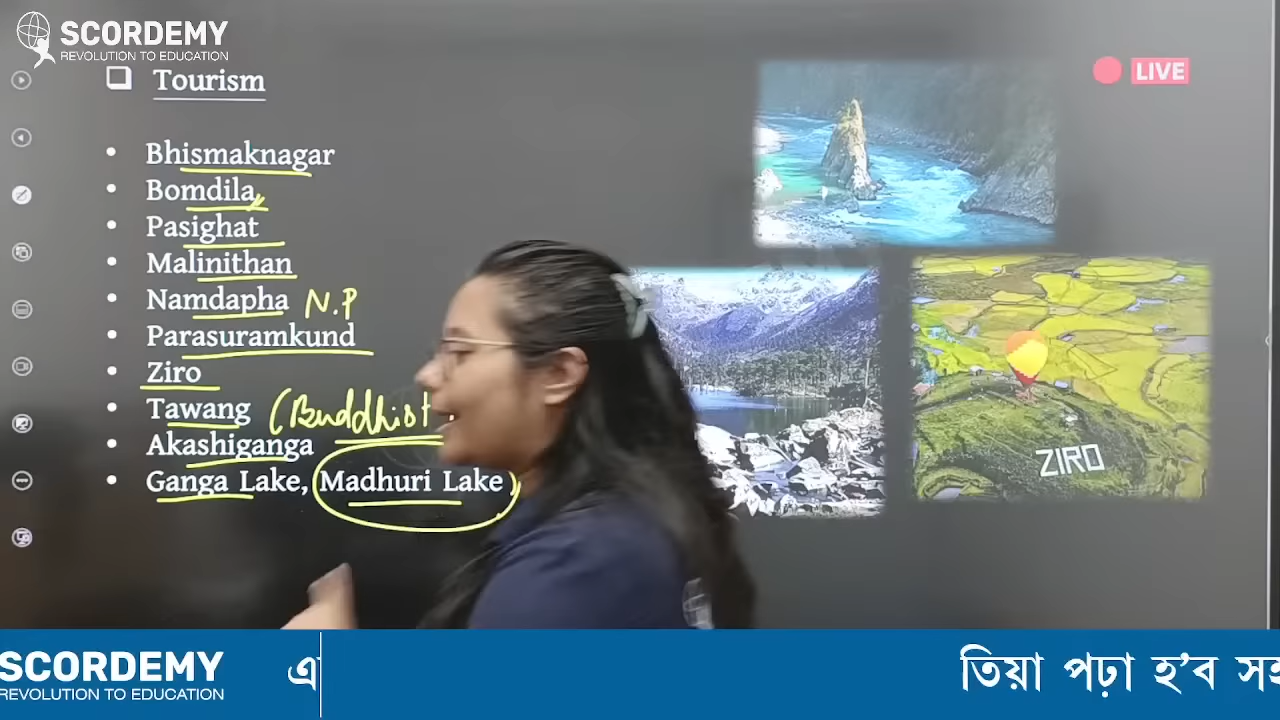 SCORDEMY
REVOLUTION TO EDUCATION
LIVE
Tourism
Bhismaknagar
Bomdila
Pasighat
Malinithan
Namdapha N.P
Parasuramkund
Ziro
Tawang (Buddhist
Akashiganga
Ganga Lake, Madhuri Lake
ZIRO
SCORDEMY
REVOLUTION TO EDUCATION
তিয়া পঢ়া হ'ব